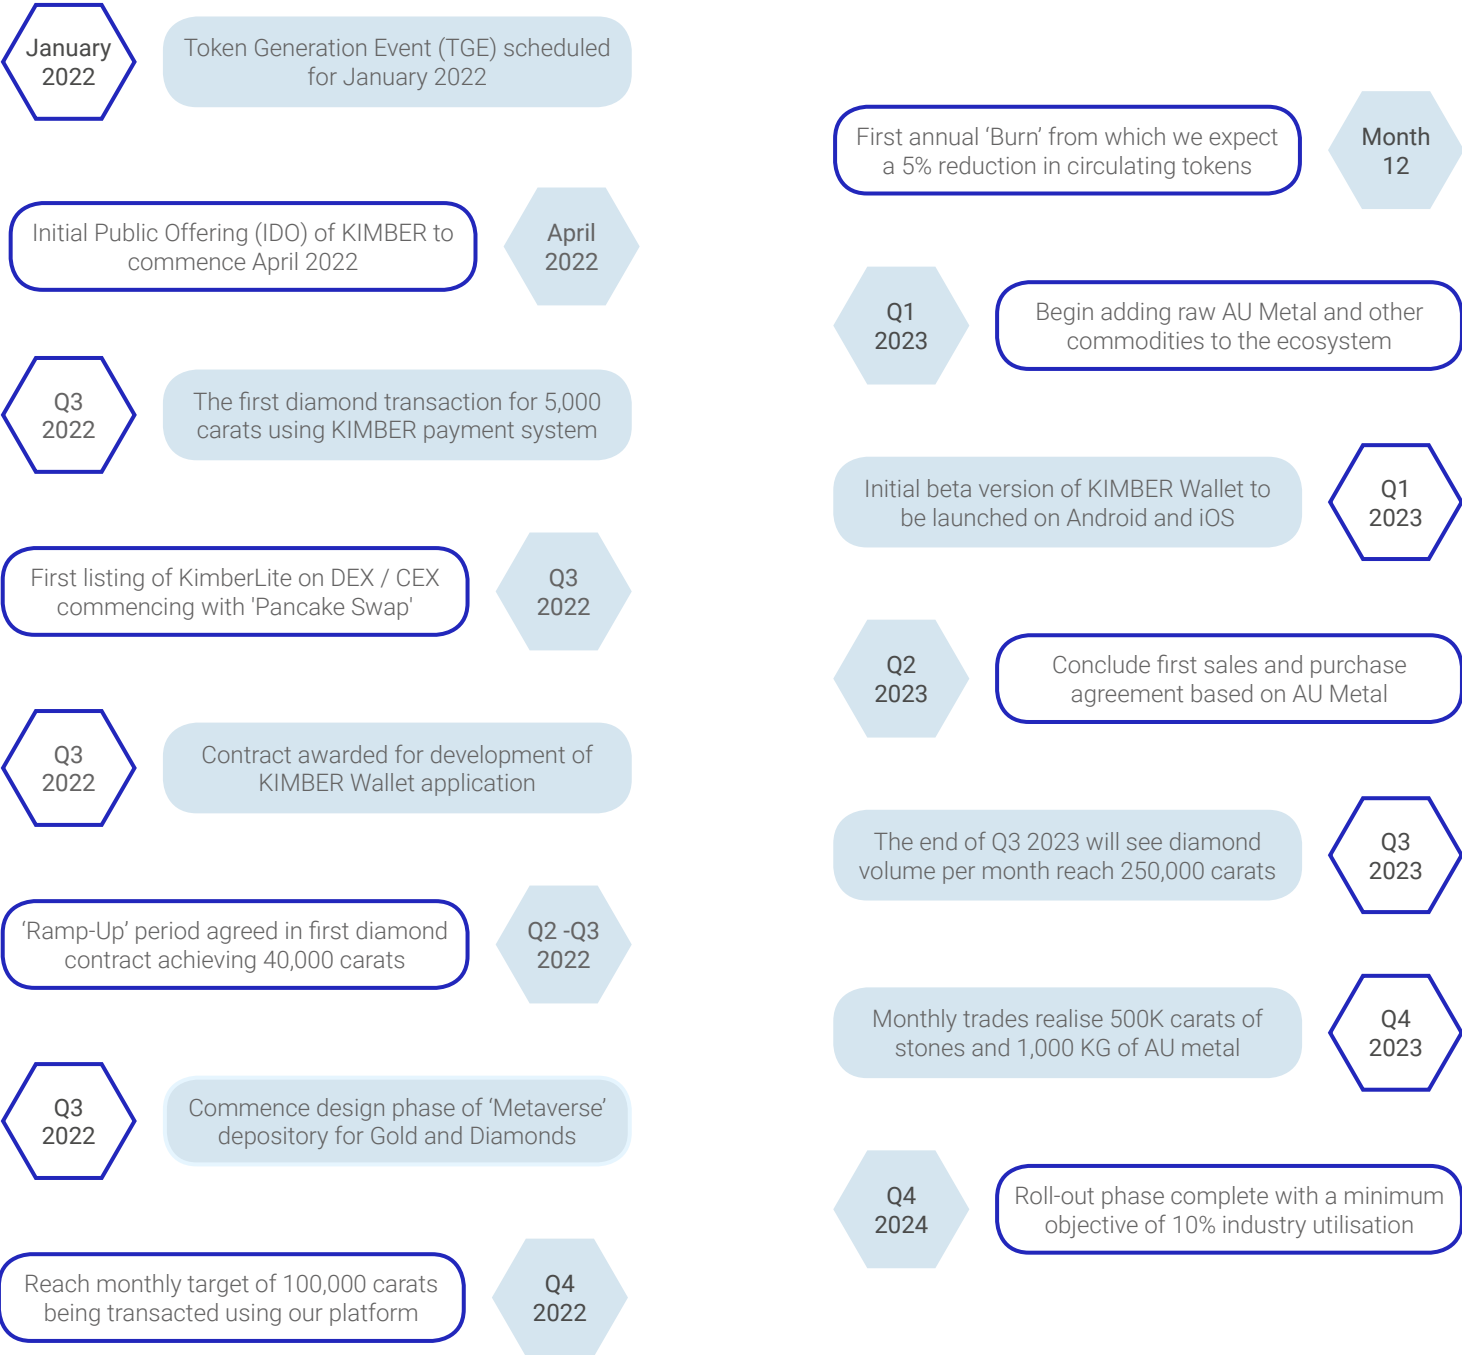 January
2022
Token Generation Event (TGE) scheduled
for January 2022
Initial Public Offering (IDO) of KIMBER to
commence April 2022
April
2022
Q3
2022
The first diamond transaction for 5,000
carats using KIMBER payment system
First listing of KimberLite on DEX / CEX
commencing with 'Pancake Swap'
Q3
2022
Q3
2022
Contract awarded for development of
KIMBER Wallet application
‘Ramp-Up’ period agreed in first diamond
contract achieving 40,000 carats
Q2 -Q3
2022
Q3
2022
Commence design phase of ‘Metaverse’
depository for Gold and Diamonds
Reach monthly target of 100,000 carats
being transacted using our platform
Q4
2022
First annual ‘Burn’ from which we expect
a 5% reduction in circulating tokens
Month
12
Q1
2023
Begin adding raw AU Metal and other
commodities to the ecosystem
Initial beta version of KIMBER Wallet to
be launched on Android and iOS
Q1
2023
Q2
2023
Conclude first sales and purchase
agreement based on AU Metal
The end of Q3 2023 will see diamond
volume per month reach 250,000 carats
Q3
2023
Monthly trades realise 500K carats of
stones and 1,000 KG of AU metal
Q4
2023
Q4
2024
Roll-out phase complete with a minimum
objective of 10% industry utilisation